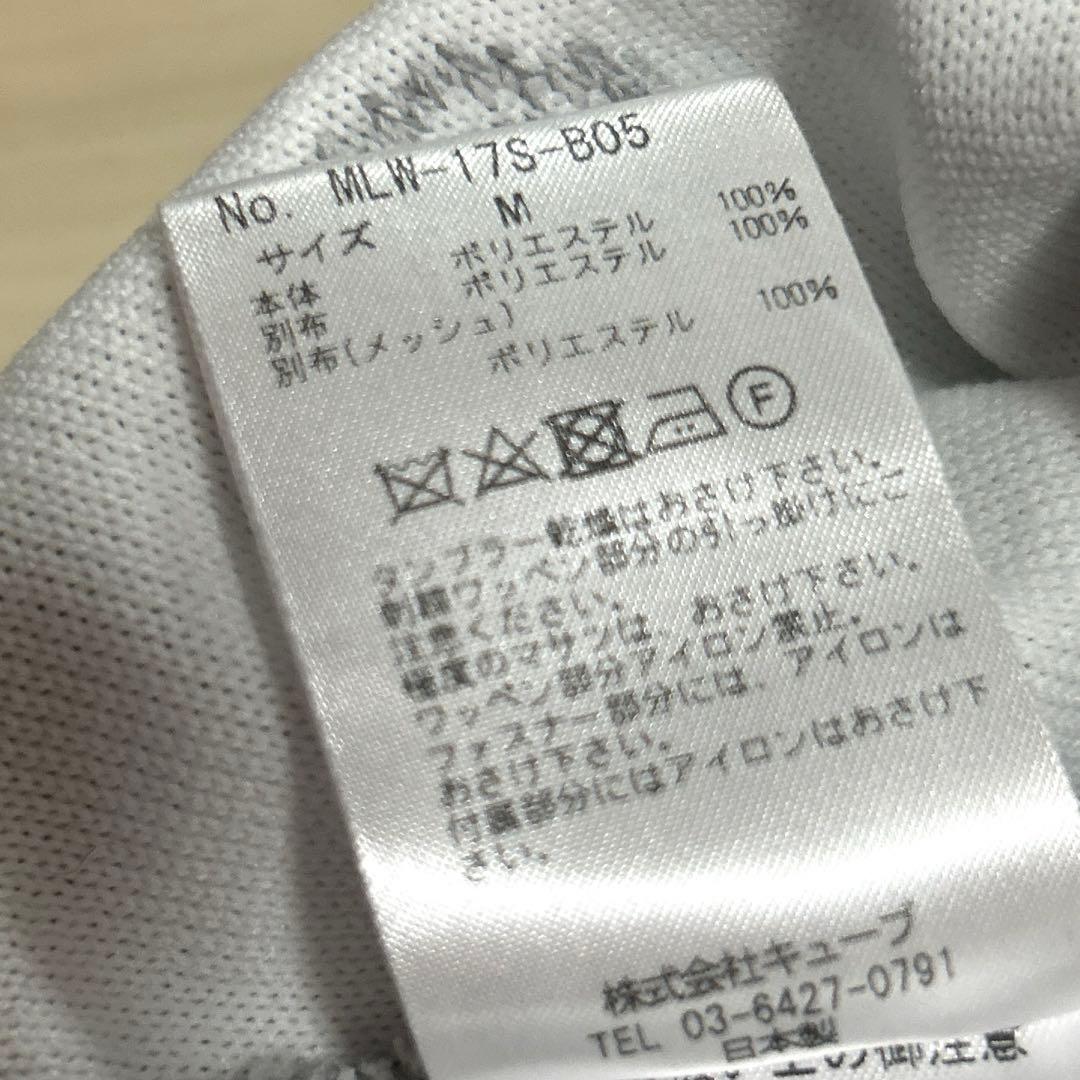 No. MLW-17S-B05
サイズ M
本体 ポリエステル 100%
別布 ポリエステル 100%
別布(メッシュ)
ポリエステル 100%
F
タンブラー乾燥はおさけ下さい。
刺繍ワッペン部分の引っ掛けにご
注意ください。
極度のマサツは、おさけ下さい。
ワッペン部分アイロン禁止。
ファスナー部分には、アイロンは
おさけ下さい。
付属部分にはアイロンはおさけ下
さい。
株式会社キューブ
TEL 03-6427-0791
日本製
上の御注意